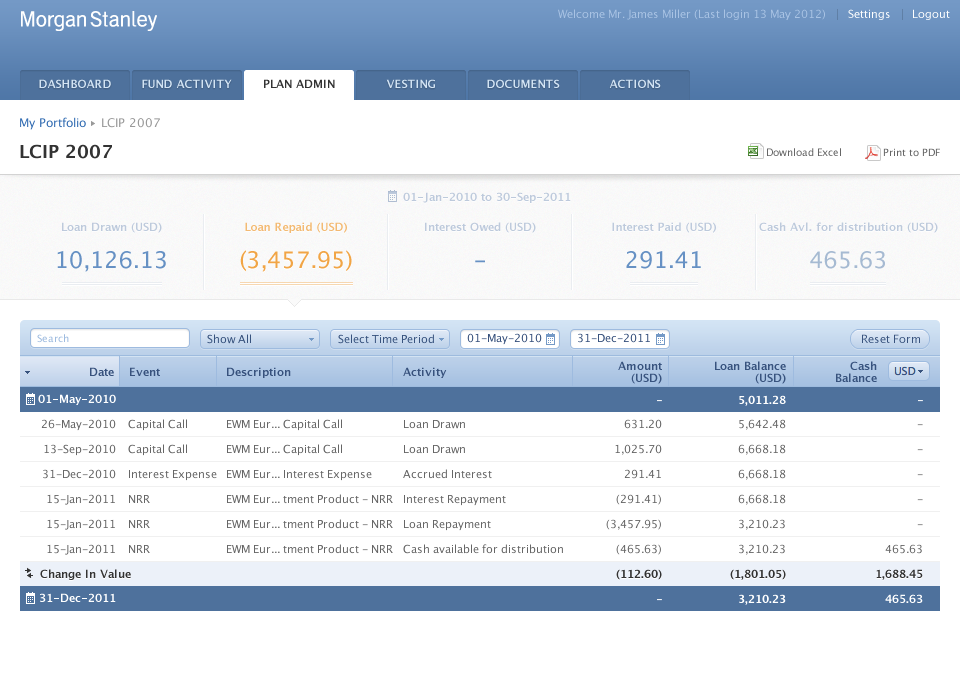 Morgan Stanley
Welcome Mr. James Miller (Last login 13 May 2012) Settings Logout
DASHBOARD FUND ACTIVITY PLAN ADMIN VESTING DOCUMENTS ACTIONS
My Portfolio ▸ LCIP 2007
LCIP 2007
Download Excel Print to PDF
01-Jan-2010 to 30-Sep-2011
Loan Drawn (USD) Loan Repaid (USD) Interest Owed (USD) Interest Paid (USD) Cash Avl. for distribution (USD)
10,126.13 (3,457.95) – 291.41 465.63
Search Show All Select Time Period 01-May-2010 31-Dec-2011 Reset Form
Date Event Description Activity Amount (USD) Loan Balance (USD) Cash Balance USD
01-May-2010 – 5,011.28 –
26-May-2010 Capital Call EWM Eur... Capital Call Loan Drawn 631.20 5,642.48 –
13-Sep-2010 Capital Call EWM Eur... Capital Call Loan Drawn 1,025.70 6,668.18 –
31-Dec-2010 Interest Expense EWM Eur... Interest Expense Accrued Interest 291.41 6,668.18 –
15-Jan-2011 NRR EWM Eur... tment Product - NRR Interest Repayment (291.41) 6,668.18 –
15-Jan-2011 NRR EWM Eur... tment Product - NRR Loan Repayment (3,457.95) 3,210.23 –
15-Jan-2011 NRR EWM Eur... tment Product - NRR Cash available for distribution (465.63) 3,210.23 465.63
Change In Value (112.60) (1,801.05) 1,688.45
31-Dec-2011 – 3,210.23 465.63